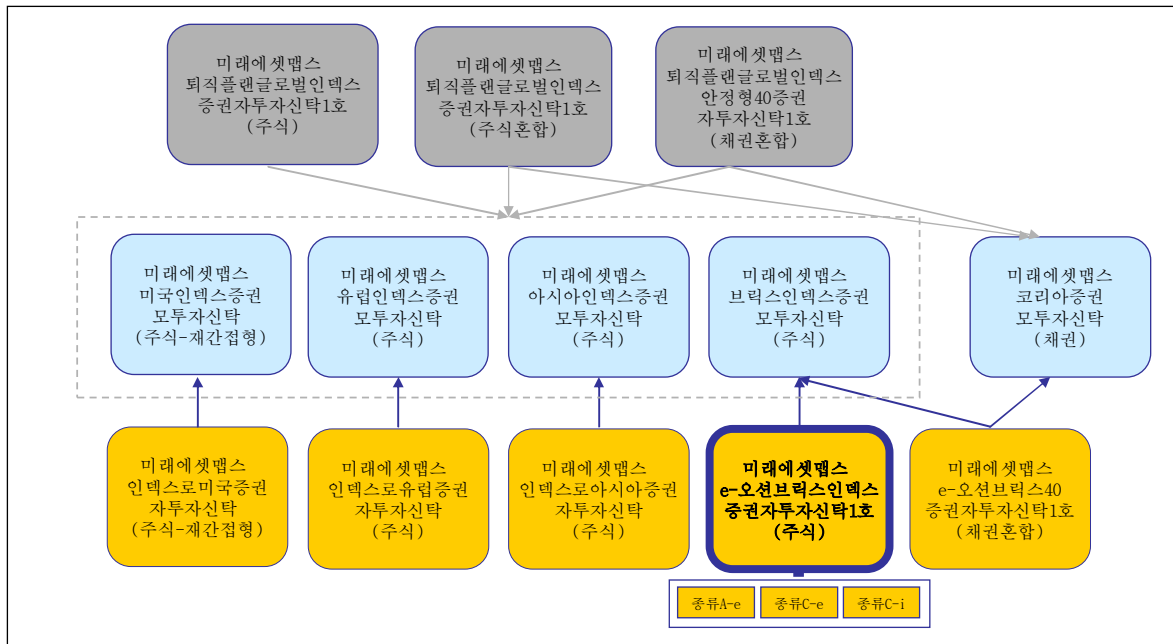 미래에셋맵스
퇴직플랜글로벌인덱스
증권자투자신탁1호
(주식)
미래에셋맵스
퇴직플랜글로벌인덱스
증권자투자신탁1호
(주식혼합)
미래에셋맵스
퇴직플랜글로벌인덱스
안정형40증권
자투자신탁1호
(채권혼합)
미래에셋맵스
미국인덱스증권
모투자신탁
(주식-재간접형)
미래에셋맵스
유럽인덱스증권
모투자신탁
(주식)
미래에셋맵스
아시아인덱스증권
모투자신탁
(주식)
미래에셋맵스
브릭스인덱스증권
모투자신탁
(주식)
미래에셋맵스
코리아증권
모투자신탁
(채권)
미래에셋맵스
인덱스로미국증권
자투자신탁
(주식-재간접형)
미래에셋맵스
인덱스로유럽증권
자투자신탁
(주식)
미래에셋맵스
인덱스로아시아증권
자투자신탁
(주식)
미래에셋맵스
e-오션브릭스인덱스
증권자투자신탁1호
(주식)
미래에셋맵스
e-오션브릭스40
증권자투자신탁1호
(채권혼합)
종류A-e
종류C-e
종류C-i